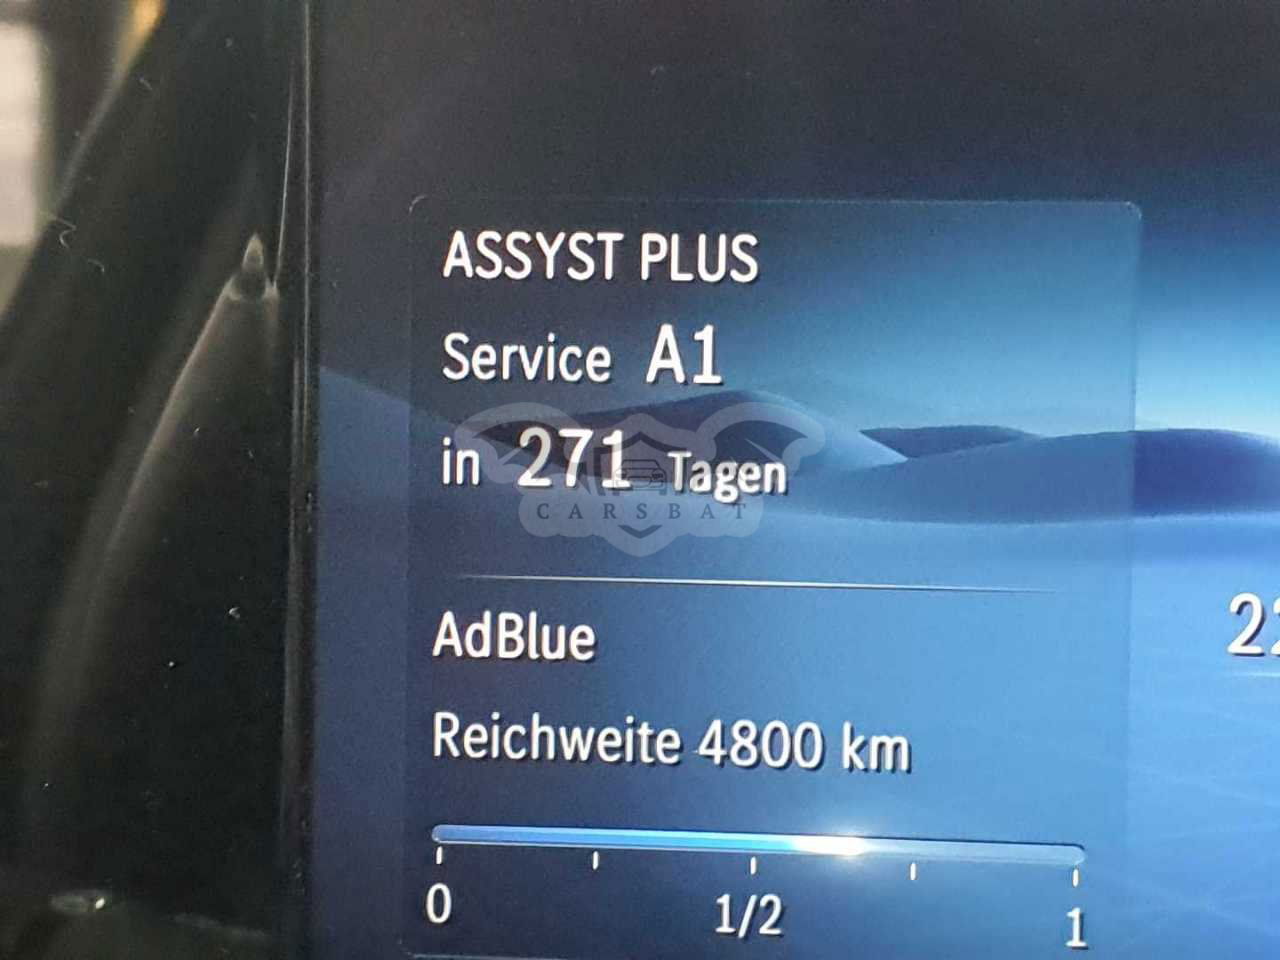 ASSYST PLUS
Service A1
in 271 Tagen
CARSBAT
AdBlue
Reichweite 4800 km
0 1/2 1